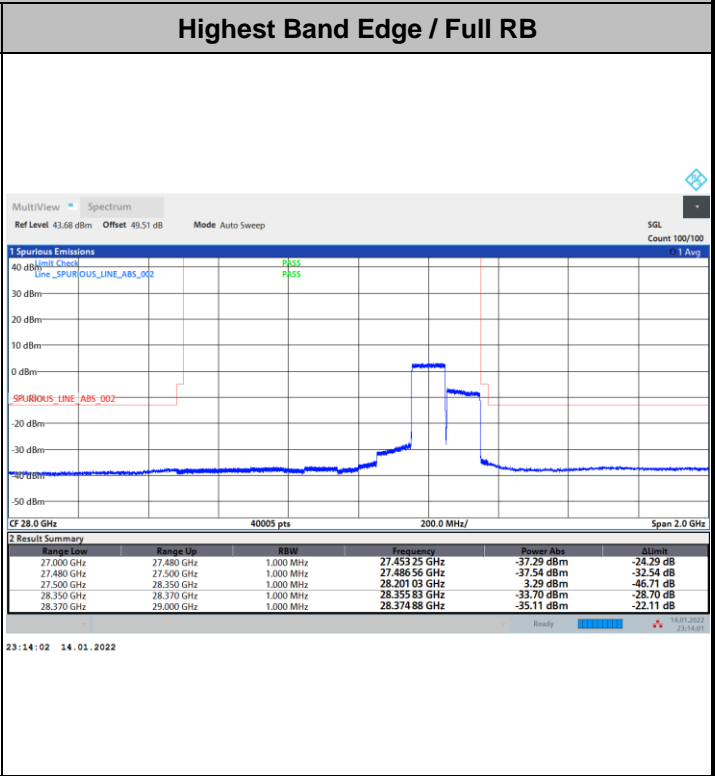 Highest Band Edge / Full RB
MultiView Spectrum
Ref Level 43.68 dBm Offset 49.51 dB Mode Auto Sweep SGL
Count 100/100
1 Spurious Emissions 1 Avg
40 dBm Limit Check PASS
Line _SPURIOUS_LINE_ABS_002 PASS
30 dBm
20 dBm
10 dBm
0 dBm
_SPURIOUS_LINE_ABS_002
-20 dBm
-30 dBm
-40 dBm
-50 dBm
CF 28.0 GHz 40005 pts 200.0 MHz/ Span 2.0 GHz
2 Result Summary
Range Low Range Up RBW Frequency Power Abs ΔLimit
27.000 GHz 27.480 GHz 1.000 MHz 27.453 25 GHz -37.29 dBm -24.29 dB
27.480 GHz 27.500 GHz 1.000 MHz 27.486 56 GHz -37.54 dBm -32.54 dB
27.500 GHz 28.350 GHz 1.000 MHz 28.201 03 GHz 3.29 dBm -46.71 dB
28.350 GHz 28.370 GHz 1.000 MHz 28.355 83 GHz -33.70 dBm -28.70 dB
28.370 GHz 29.000 GHz 1.000 MHz 28.374 88 GHz -35.11 dBm -22.11 dB
Ready 14.01.2022
23:14:01
23:14:02 14.01.2022